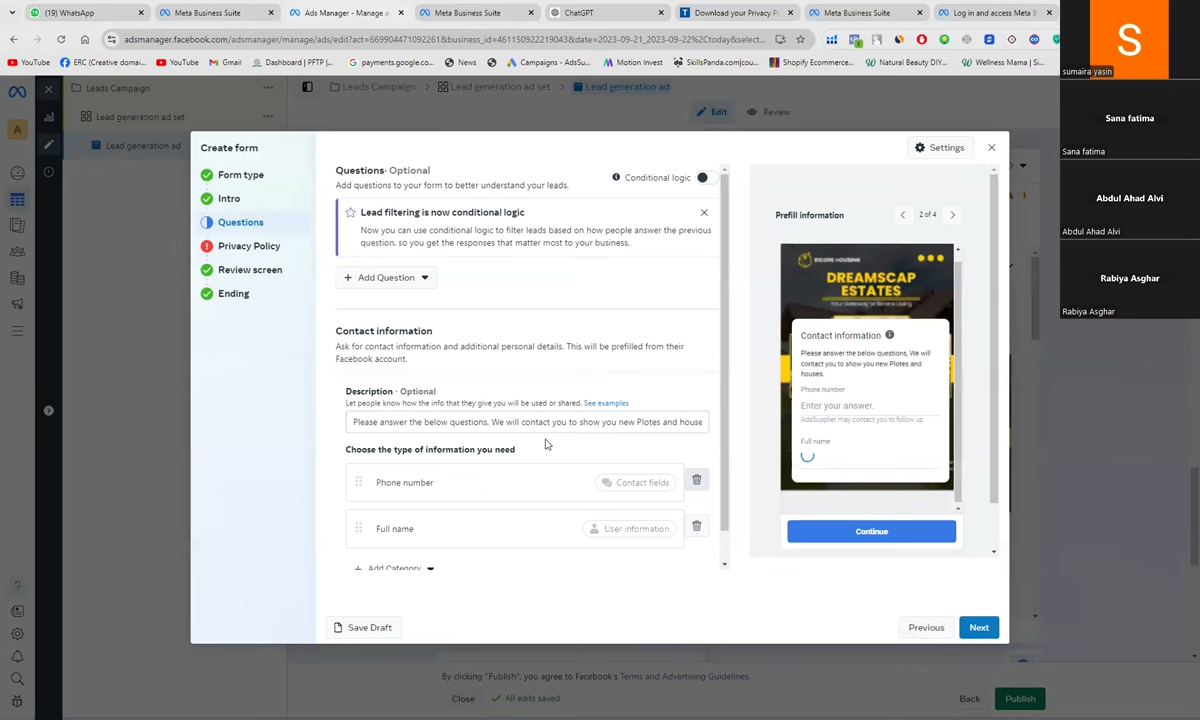 (19) WhatsApp
Meta Business Suite
Ads Manager - Manage
Meta Business Suite
ChatGPT
Download your Privacy P
Meta Business Suite
Log in and access Meta B
YouTube
ERC (Creative domai...
YouTube
Gmail
Dashboard | PFTP |...
payments.google.co...
News
Campaigns - AdsSu...
Motion Invest
SkillsPanda.com|cou...
Shopify Ecommerce...
Natural Beauty DIY...
Wellness Mama | Si...
S
sumaira yasin
Sana fatima
Sana fatima
Abdul Ahad Alvi
Abdul Ahad Alvi
Rabiya Asghar
Rabiya Asghar
A
Leads Campaign
Lead generation ad set
Lead generation ad
Leads Campaign
Lead generation ad set
Lead generation ad
Edit
Review
Create form
Form type
Intro
Questions
Privacy Policy
Review screen
Ending
Settings
Questions· Optional
Add questions to your form to better understand your leads.
Conditional logic
Lead filtering is now conditional logic
Now you can use conditional logic to filter leads based on how people answer the previous
question, so you get the responses that matter most to your business.
Add Question
Contact information
Ask for contact information and additional personal details. This will be prefilled from their
Facebook account.
Description · Optional
Let people know how the info that they give you will be used or shared. See examples
Please answer the below questions, We will contact you to show you new Plotes and house
Choose the type of information you need
Phone number
Contact fields
Full name
User information
Add Category
Prefill information
2 of 4
EXCORE HOUSING
DREAMSCAP
ESTATES
Your Gateway to Serene Living
Contact information
Please answer the below questions, We will
contact you to show you new Plotes and
houses.
Phone number
Enter your answer.
AdsSupplier may contact you to follow up.
Full name
Continue
Save Draft
Previous
Next
By clicking "Publish", you agree to Facebook's Terms and Advertising Guidelines.
Close
All edits saved
Back
Publish